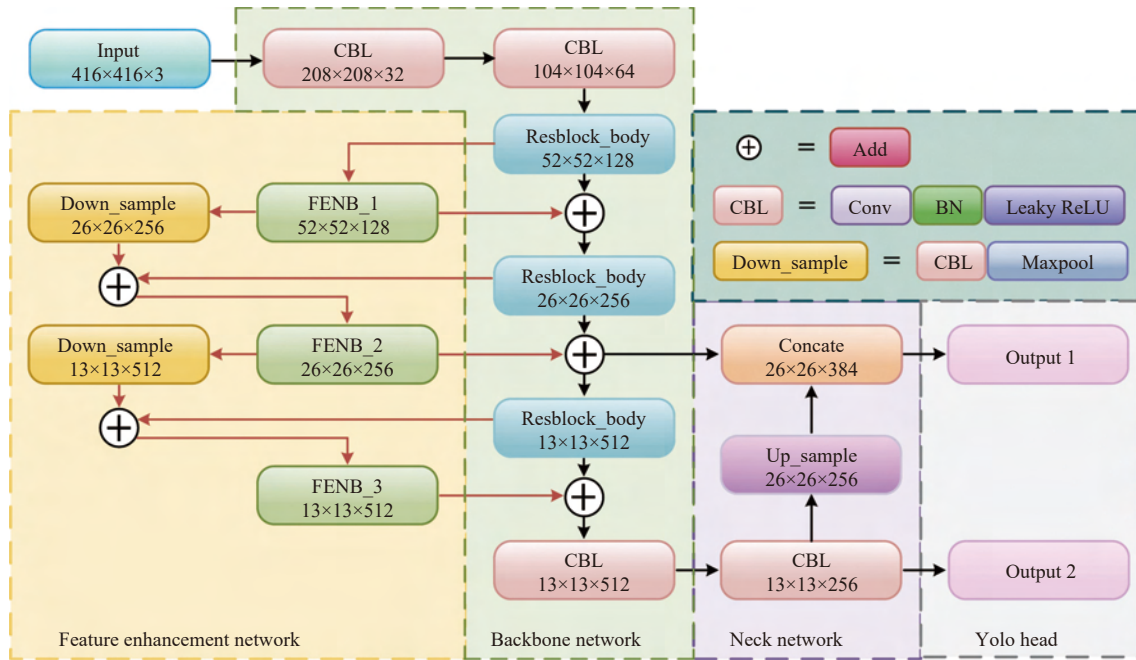 Input
416×416×3
CBL
208×208×32
CBL
104×104×64
Resblock_body
52×52×128
FENB_1
52×52×128
Down_sample
26×26×256
Resblock_body
26×26×256
FENB_2
26×26×256
Down_sample
13×13×512
Resblock_body
13×13×512
FENB_3
13×13×512
CBL
13×13×512
= Add
CBL = Conv BN Leaky ReLU
Down_sample = CBL Maxpool
Concate
26×26×384
Output 1
Up_sample
26×26×256
CBL
13×13×256
Output 2
Feature enhancement network
Backbone network
Neck network
Yolo head